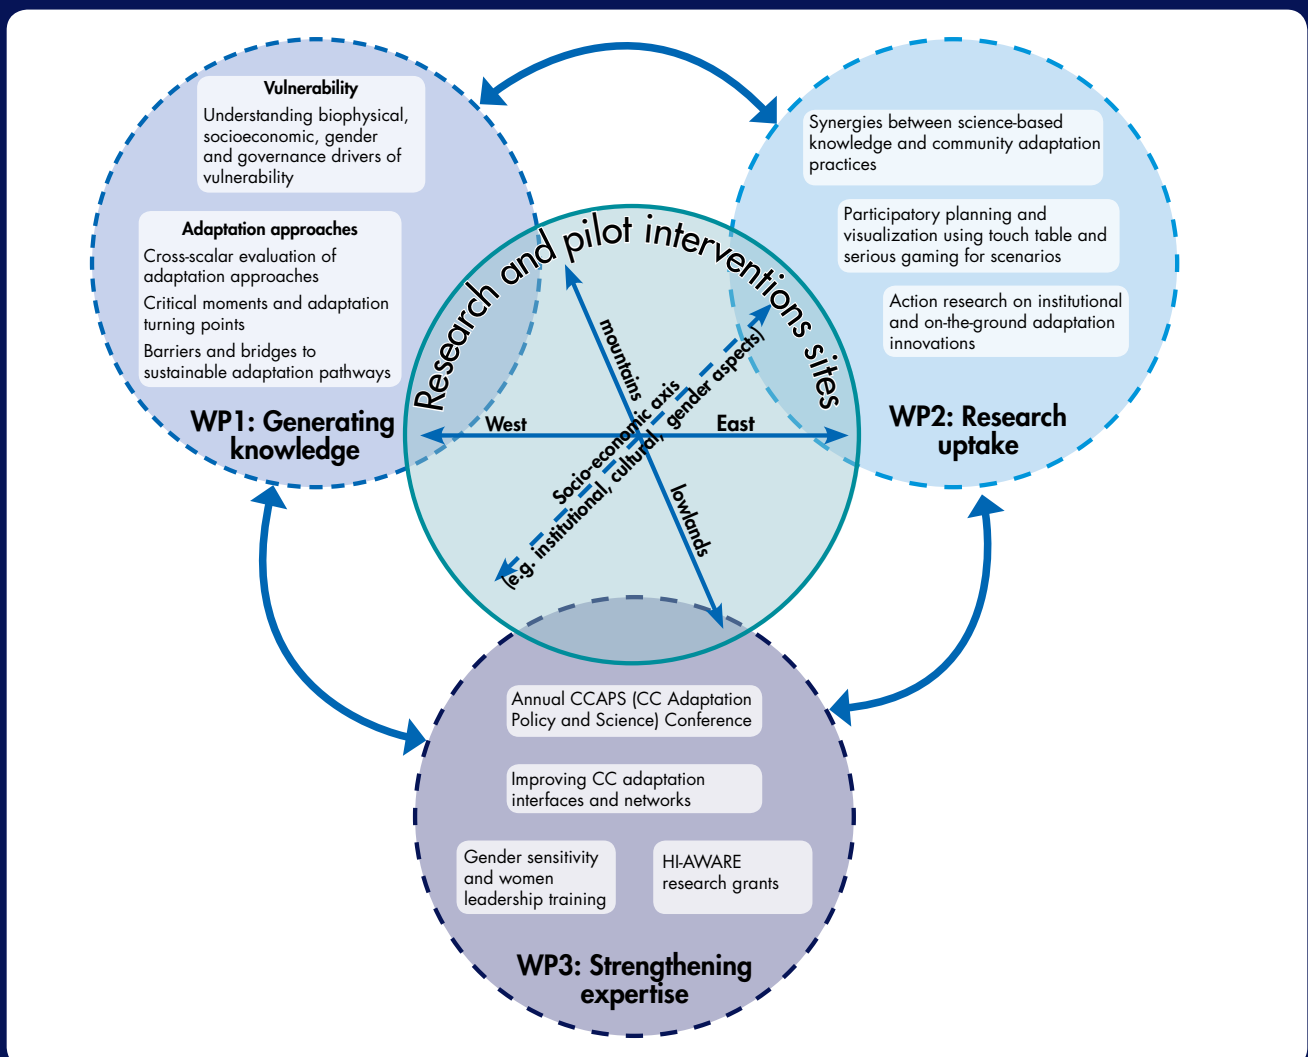 Vulnerability
Understanding biophysical,
socioeconomic, gender
and governance drivers of
vulnerability
Adaptation approaches
Cross-scalar evaluation of
adaptation approaches
Critical moments and adaptation
turning points
Barriers and bridges to
sustainable adaptation pathways
WP1: Generating
knowledge
Synergies between science-based
knowledge and community adaptation
practices
Participatory planning and
visualization using touch table and
serious gaming for scenarios
Action research on institutional
and on-the-ground adaptation
innovations
WP2: Research
uptake
Research and pilot interventions sites
mountains
West
East
Socio-economic axis
(e.g. institutional, cultural, gender aspects)
lowlands
Annual CCAPS (CC Adaptation
Policy and Science) Conference
Improving CC adaptation
interfaces and networks
Gender sensitivity
and women
leadership training
HI-AWARE
research grants
WP3: Strengthening
expertise